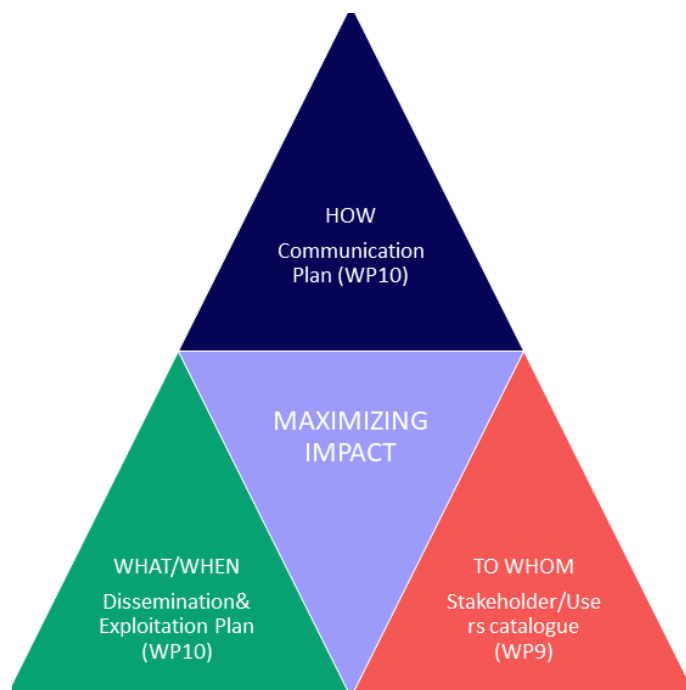 HOW
Communication
Plan (WP10)
MAXIMIZING
IMPACT
WHAT/WHEN
Dissemination&
Exploitation Plan
(WP10)
TO WHOM
Stakeholder/Use
rs catalogue
(WP9)